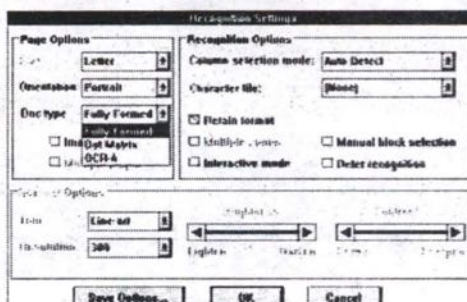 Recognition Settings
Page Options
Recognition Options
Letter
Column selection mode: Auto Detect
Orientation Portrait
Character file: [None]
Doc type Fully Formed
Fully Formed
Dot Matrix
OCR-A
Retain format
Manual block selection
Interactive mode
Defer recognition
Options
Line art
300
Lighten
Darken
Save Options...
OK
Cancel